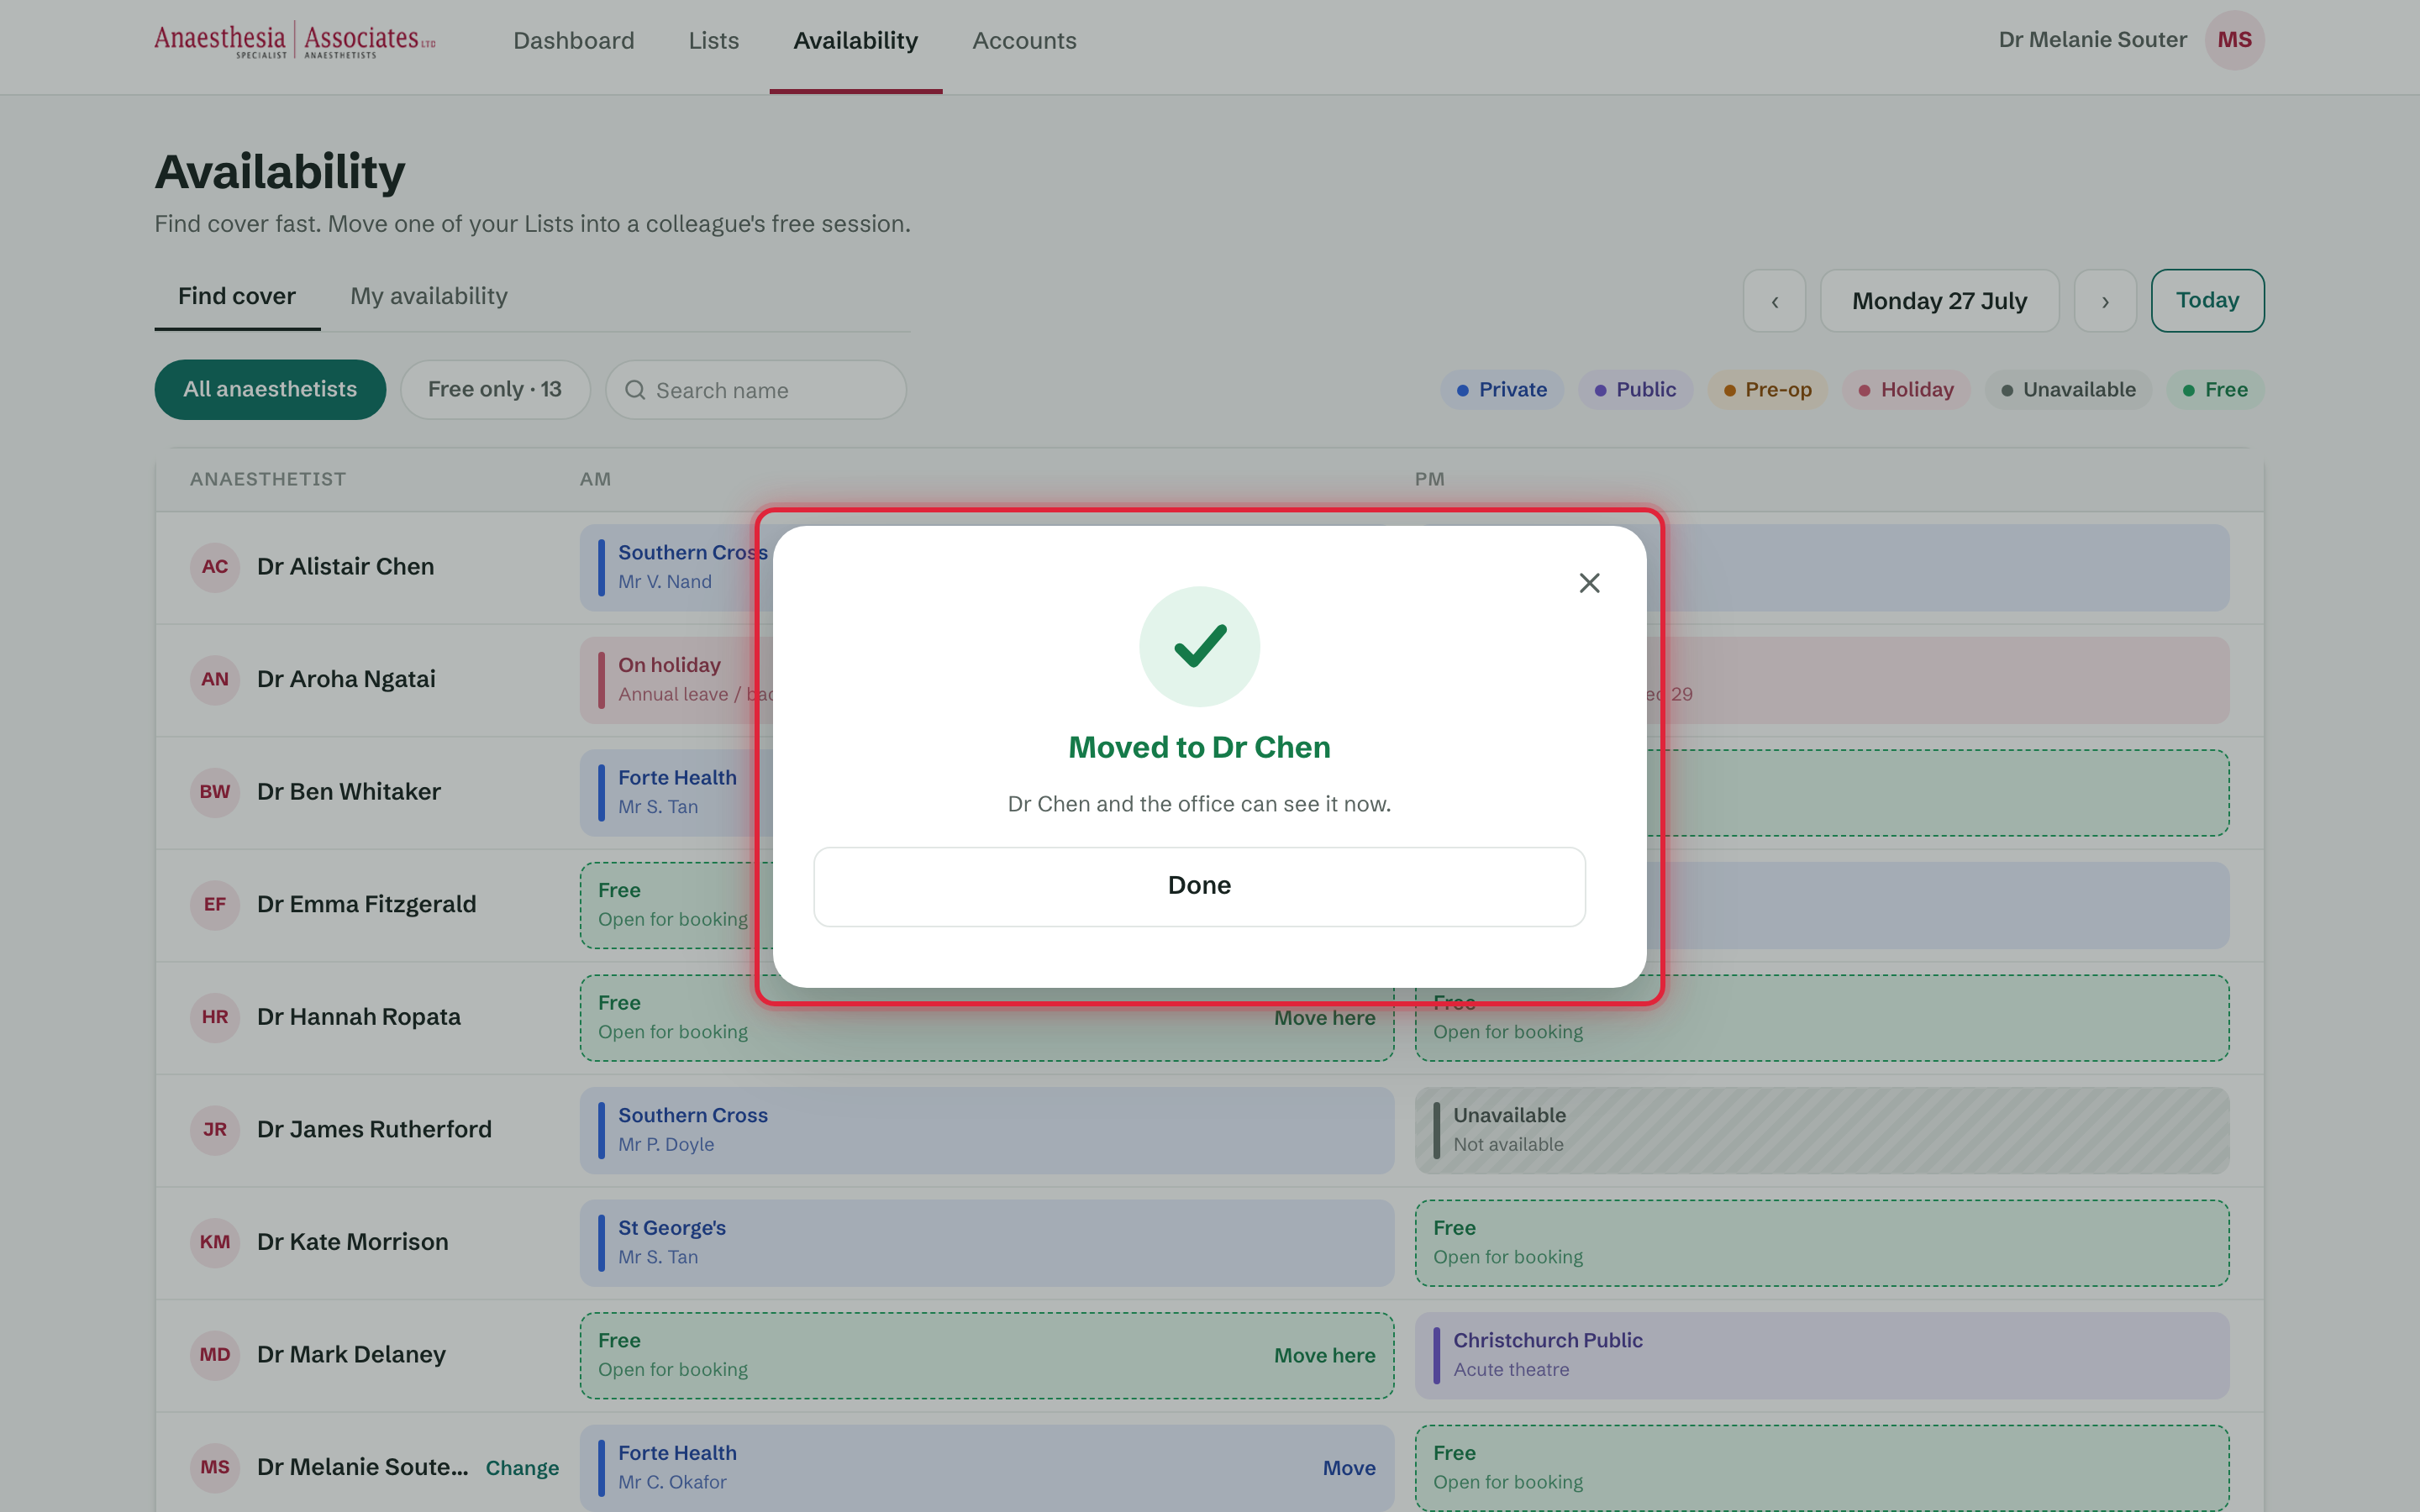 Anaesthesia | Associates LTD
SPECIALIST ANAESTHETISTS
Dashboard
Lists
Availability
Accounts
Dr Melanie Souter
MS
Availability
Find cover fast. Move one of your Lists into a colleague's free session.
Find cover
My availability
‹
Monday 27 July
›
Today
All anaesthetists
Free only · 13
Search name
Private
Public
Pre-op
Holiday
Unavailable
Free
ANAESTHETIST
AM
PM
AC
Dr Alistair Chen
Southern Cross
Mr V. Nand
AN
Dr Aroha Ngatai
On holiday
Annual leave /
29
BW
Dr Ben Whitaker
Forte Health
Mr S. Tan
EF
Dr Emma Fitzgerald
Free
Open for booking
Moved to Dr Chen
Dr Chen and the office can see it now.
Done
HR
Dr Hannah Ropata
Free
Open for booking
Move here
Free
Open for booking
JR
Dr James Rutherford
Southern Cross
Mr P. Doyle
Unavailable
Not available
KM
Dr Kate Morrison
St George's
Mr S. Tan
Free
Open for booking
MD
Dr Mark Delaney
Free
Open for booking
Move here
Christchurch Public
Acute theatre
MS
Dr Melanie Soute...
Change
Forte Health
Mr C. Okafor
Move
Free
Open for booking